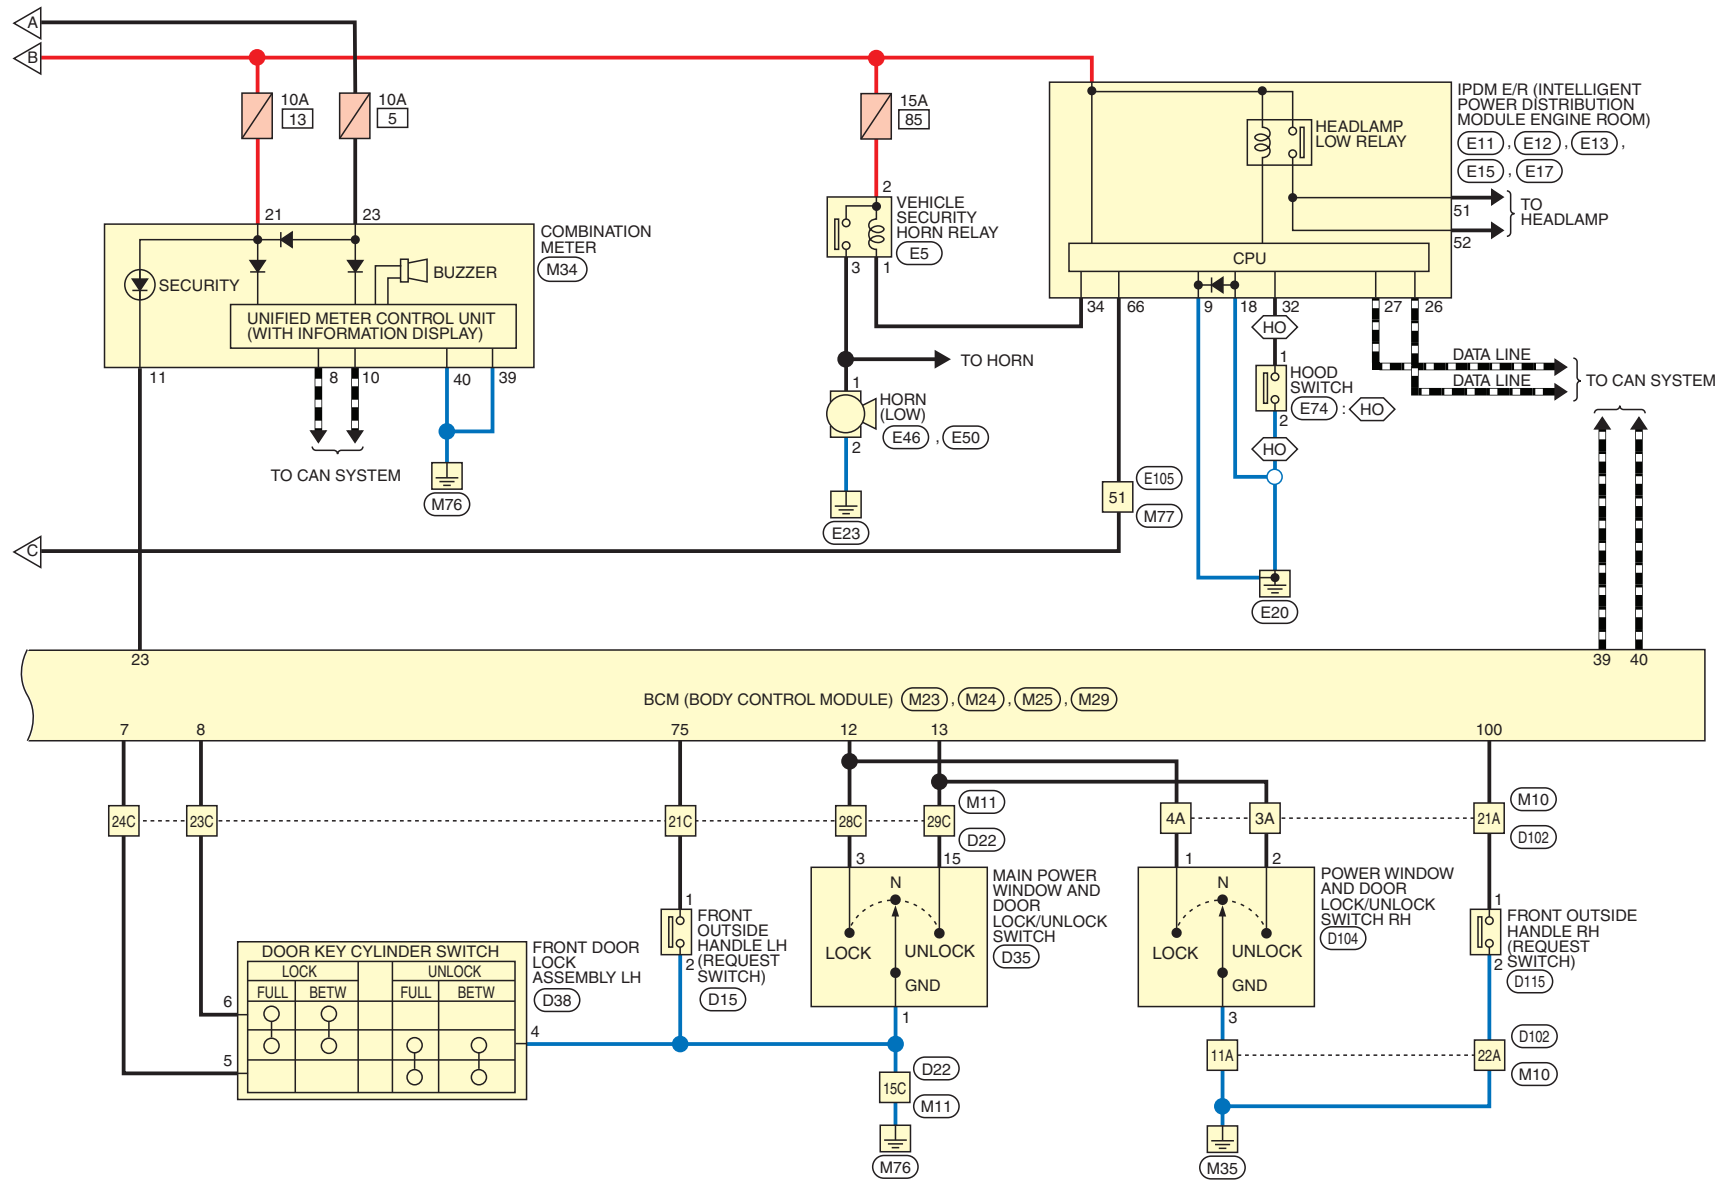 A
B
10A
13
10A
5
15A
85
IPDM E/R (INTELLIGENT
POWER DISTRIBUTION
MODULE ENGINE ROOM)
E11 , E12 , E13 ,
E15 , E17
HEADLAMP
LOW RELAY
51
52
TO
HEADLAMP
CPU
34
66
9
18
32
27
26
21
23
COMBINATION
METER
M34
SECURITY
BUZZER
UNIFIED METER CONTROL UNIT
(WITH INFORMATION DISPLAY)
11
8
10
40
39
TO CAN SYSTEM
M76
2
VEHICLE
SECURITY
HORN RELAY
E5
3
1
TO HORN
1
HORN
(LOW)
E46 , E50
2
E23
HO
1
HOOD
SWITCH
E74 : HO
2
HO
DATA LINE
DATA LINE
TO CAN SYSTEM
51
E105
M77
E20
C
23
39
40
BCM (BODY CONTROL MODULE) M23 , M24 , M25 , M29
7
8
75
12
13
100
24C
23C
21C
28C
29C
M11
D22
4A
3A
21A
M10
D102
DOOR KEY CYLINDER SWITCH
LOCK
UNLOCK
FULL
BETW
FULL
BETW
6
5
4
FRONT DOOR
LOCK
ASSEMBLY LH
D38
1
2
FRONT
OUTSIDE
HANDLE LH
(REQUEST
SWITCH)
D15
3
15
N
LOCK
UNLOCK
GND
1
MAIN POWER
WINDOW AND
DOOR
LOCK/UNLOCK
SWITCH
D35
15C
D22
M11
M76
1
2
N
LOCK
UNLOCK
GND
3
POWER WINDOW
AND DOOR
LOCK/UNLOCK
SWITCH RH
D104
1
2
FRONT OUTSIDE
HANDLE RH
(REQUEST
SWITCH)
D115
11A
22A
D102
M10
M35